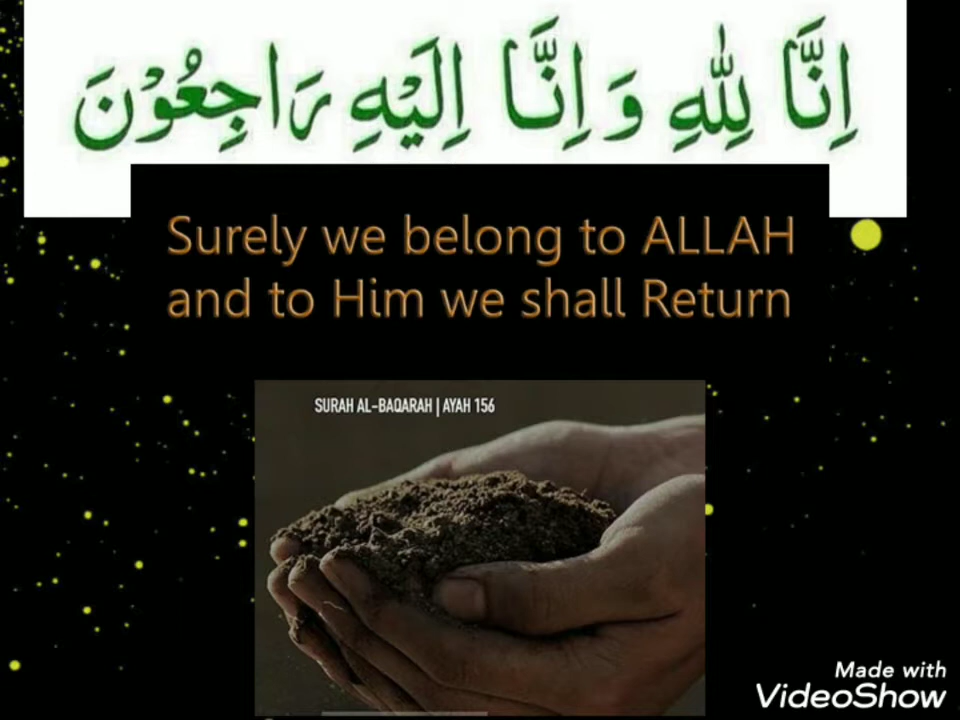 اِنَّا لِلّٰهِ وَ اِنَّـا اِلَيْهِ رَاجِعُوْنَ
Surely we belong to ALLAH
and to Him we shall Return
SURAH AL-BAQARAH | AYAH 156
Made with
VideoShow